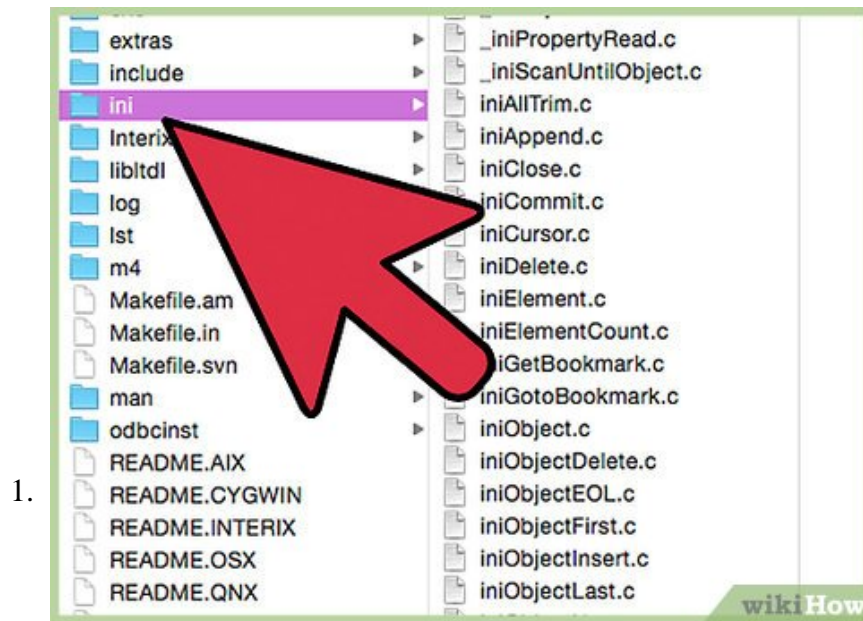 extras
include
ini
Interix
libltdl
log
lst
m4
Makefile.am
Makefile.in
Makefile.svn
man
odbcinst
README.AIX
README.CYGWIN
README.INTERIX
README.OSX
README.QNX
_iniPropertyRead.c
_iniScanUntilObject.c
iniAllTrim.c
iniAppend.c
iniClose.c
iniCommit.c
iniCursor.c
iniDelete.c
iniElement.c
iniElementCount.c
iniGetBookmark.c
iniGotoBookmark.c
iniObject.c
iniObjectDelete.c
iniObjectEOL.c
iniObjectFirst.c
iniObjectInsert.c
iniObjectLast.c
1.
wikiHow